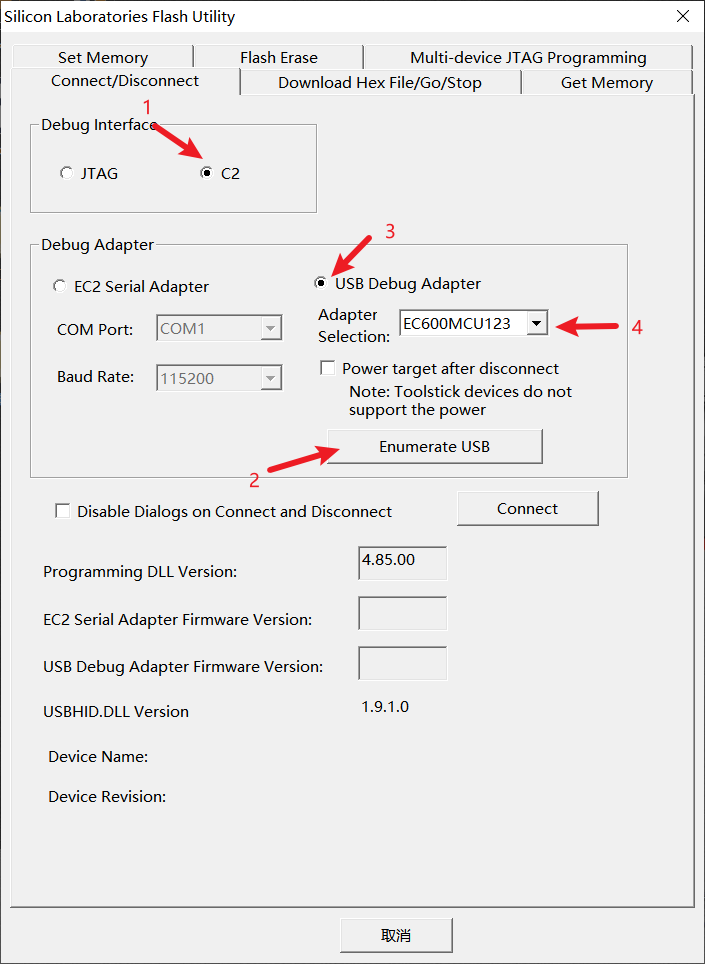 Silicon Laboratories Flash Utility
Set Memory
Flash Erase
Multi-device JTAG Programming
Connect/Disconnect
Download Hex File/Go/Stop
Get Memory
1
Debug Interface
JTAG
C2
Debug Adapter
3
EC2 Serial Adapter
USB Debug Adapter
COM Port:
COM1
Adapter
Selection:
EC600MCU123
4
Baud Rate:
115200
Power target after disconnect
Note: Toolstick devices do not
support the power
Enumerate USB
2
Disable Dialogs on Connect and Disconnect
Connect
Programming DLL Version:
4.85.00
EC2 Serial Adapter Firmware Version:
USB Debug Adapter Firmware Version:
USBHID.DLL Version
1.9.1.0
Device Name:
Device Revision:
取消